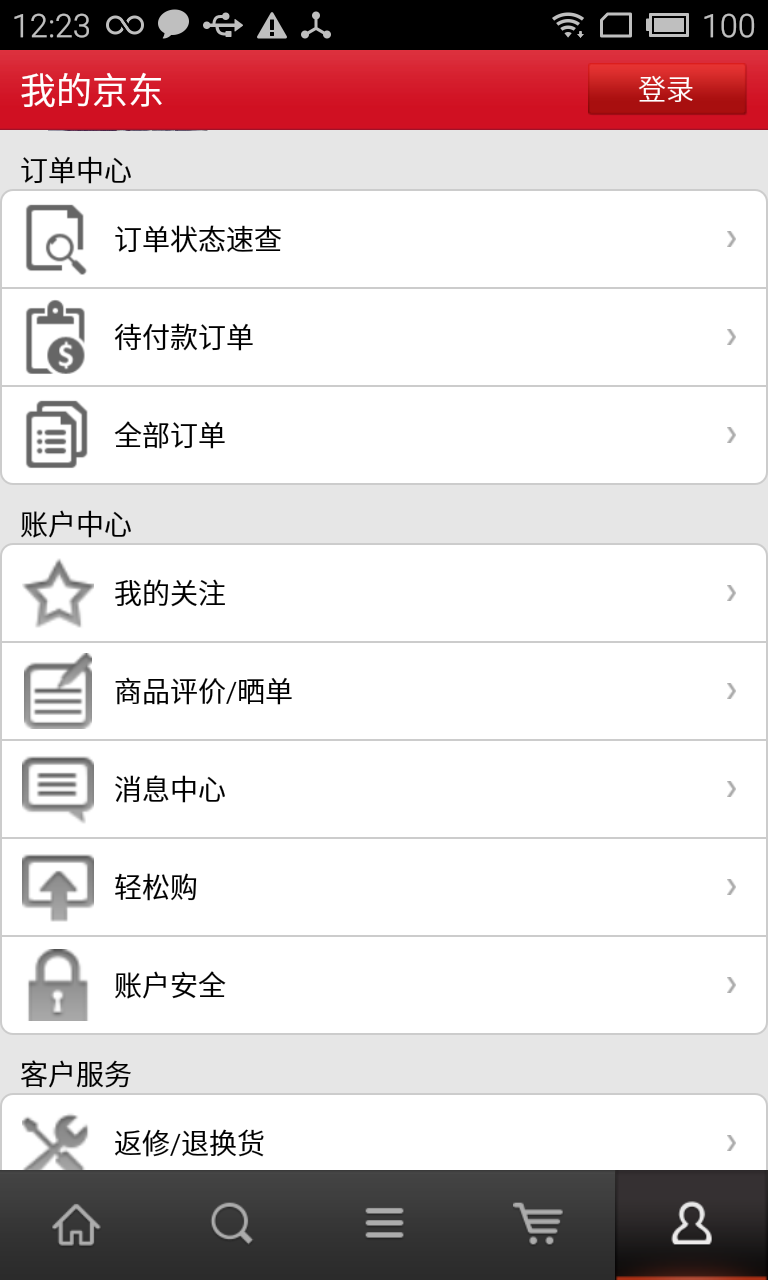 12:23
100
我的京东
登录
订单中心
订单状态速查
待付款订单
全部订单
账户中心
我的关注
商品评价/晒单
消息中心
轻松购
账户安全
客户服务
返修/退换货